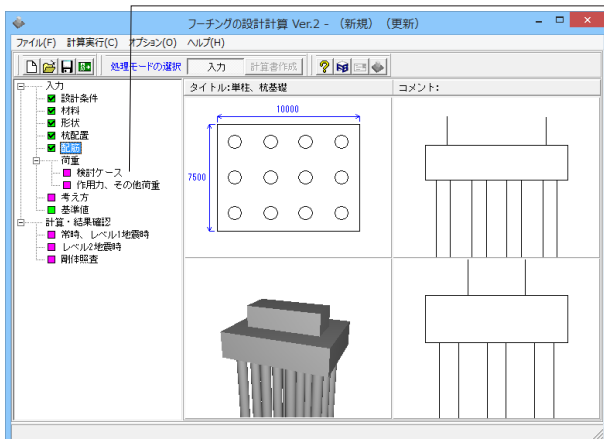 フーチングの設計計算 Ver.2 - （新規）（更新）
ファイル(F) 計算実行(C) オプション(O) ヘルプ(H)
処理モードの選択 入力 計算書作成
入力
設計条件
材料
形状
杭配置
配筋
荷重
検討ケース
作用力、その他荷重
考え方
基準値
計算・結果確認
常時、レベル1地震時
レベル2地震時
剛体照査
タイトル:単柱、杭基礎
コメント:
10000
7500